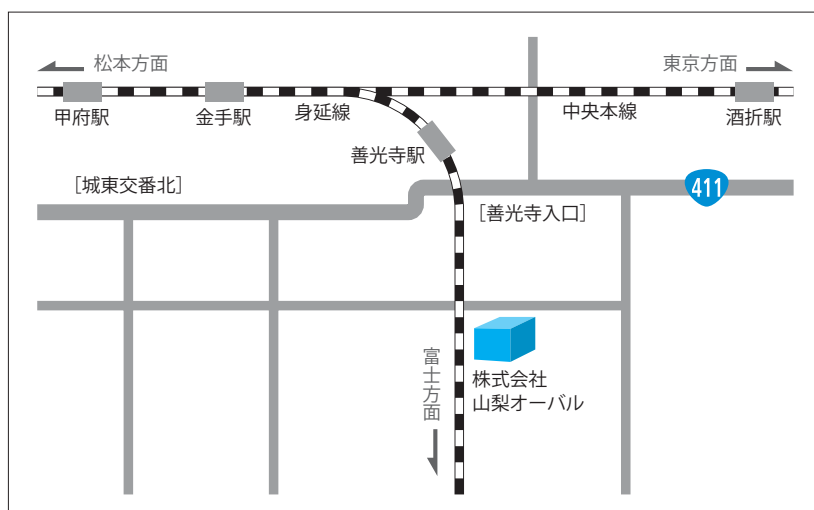 松本方面
東京方面
甲府駅
金手駅
身延線
中央本線
酒折駅
善光寺駅
［城東交番北］
411
［善光寺入口］
富士方面
株式会社
山梨オーバル